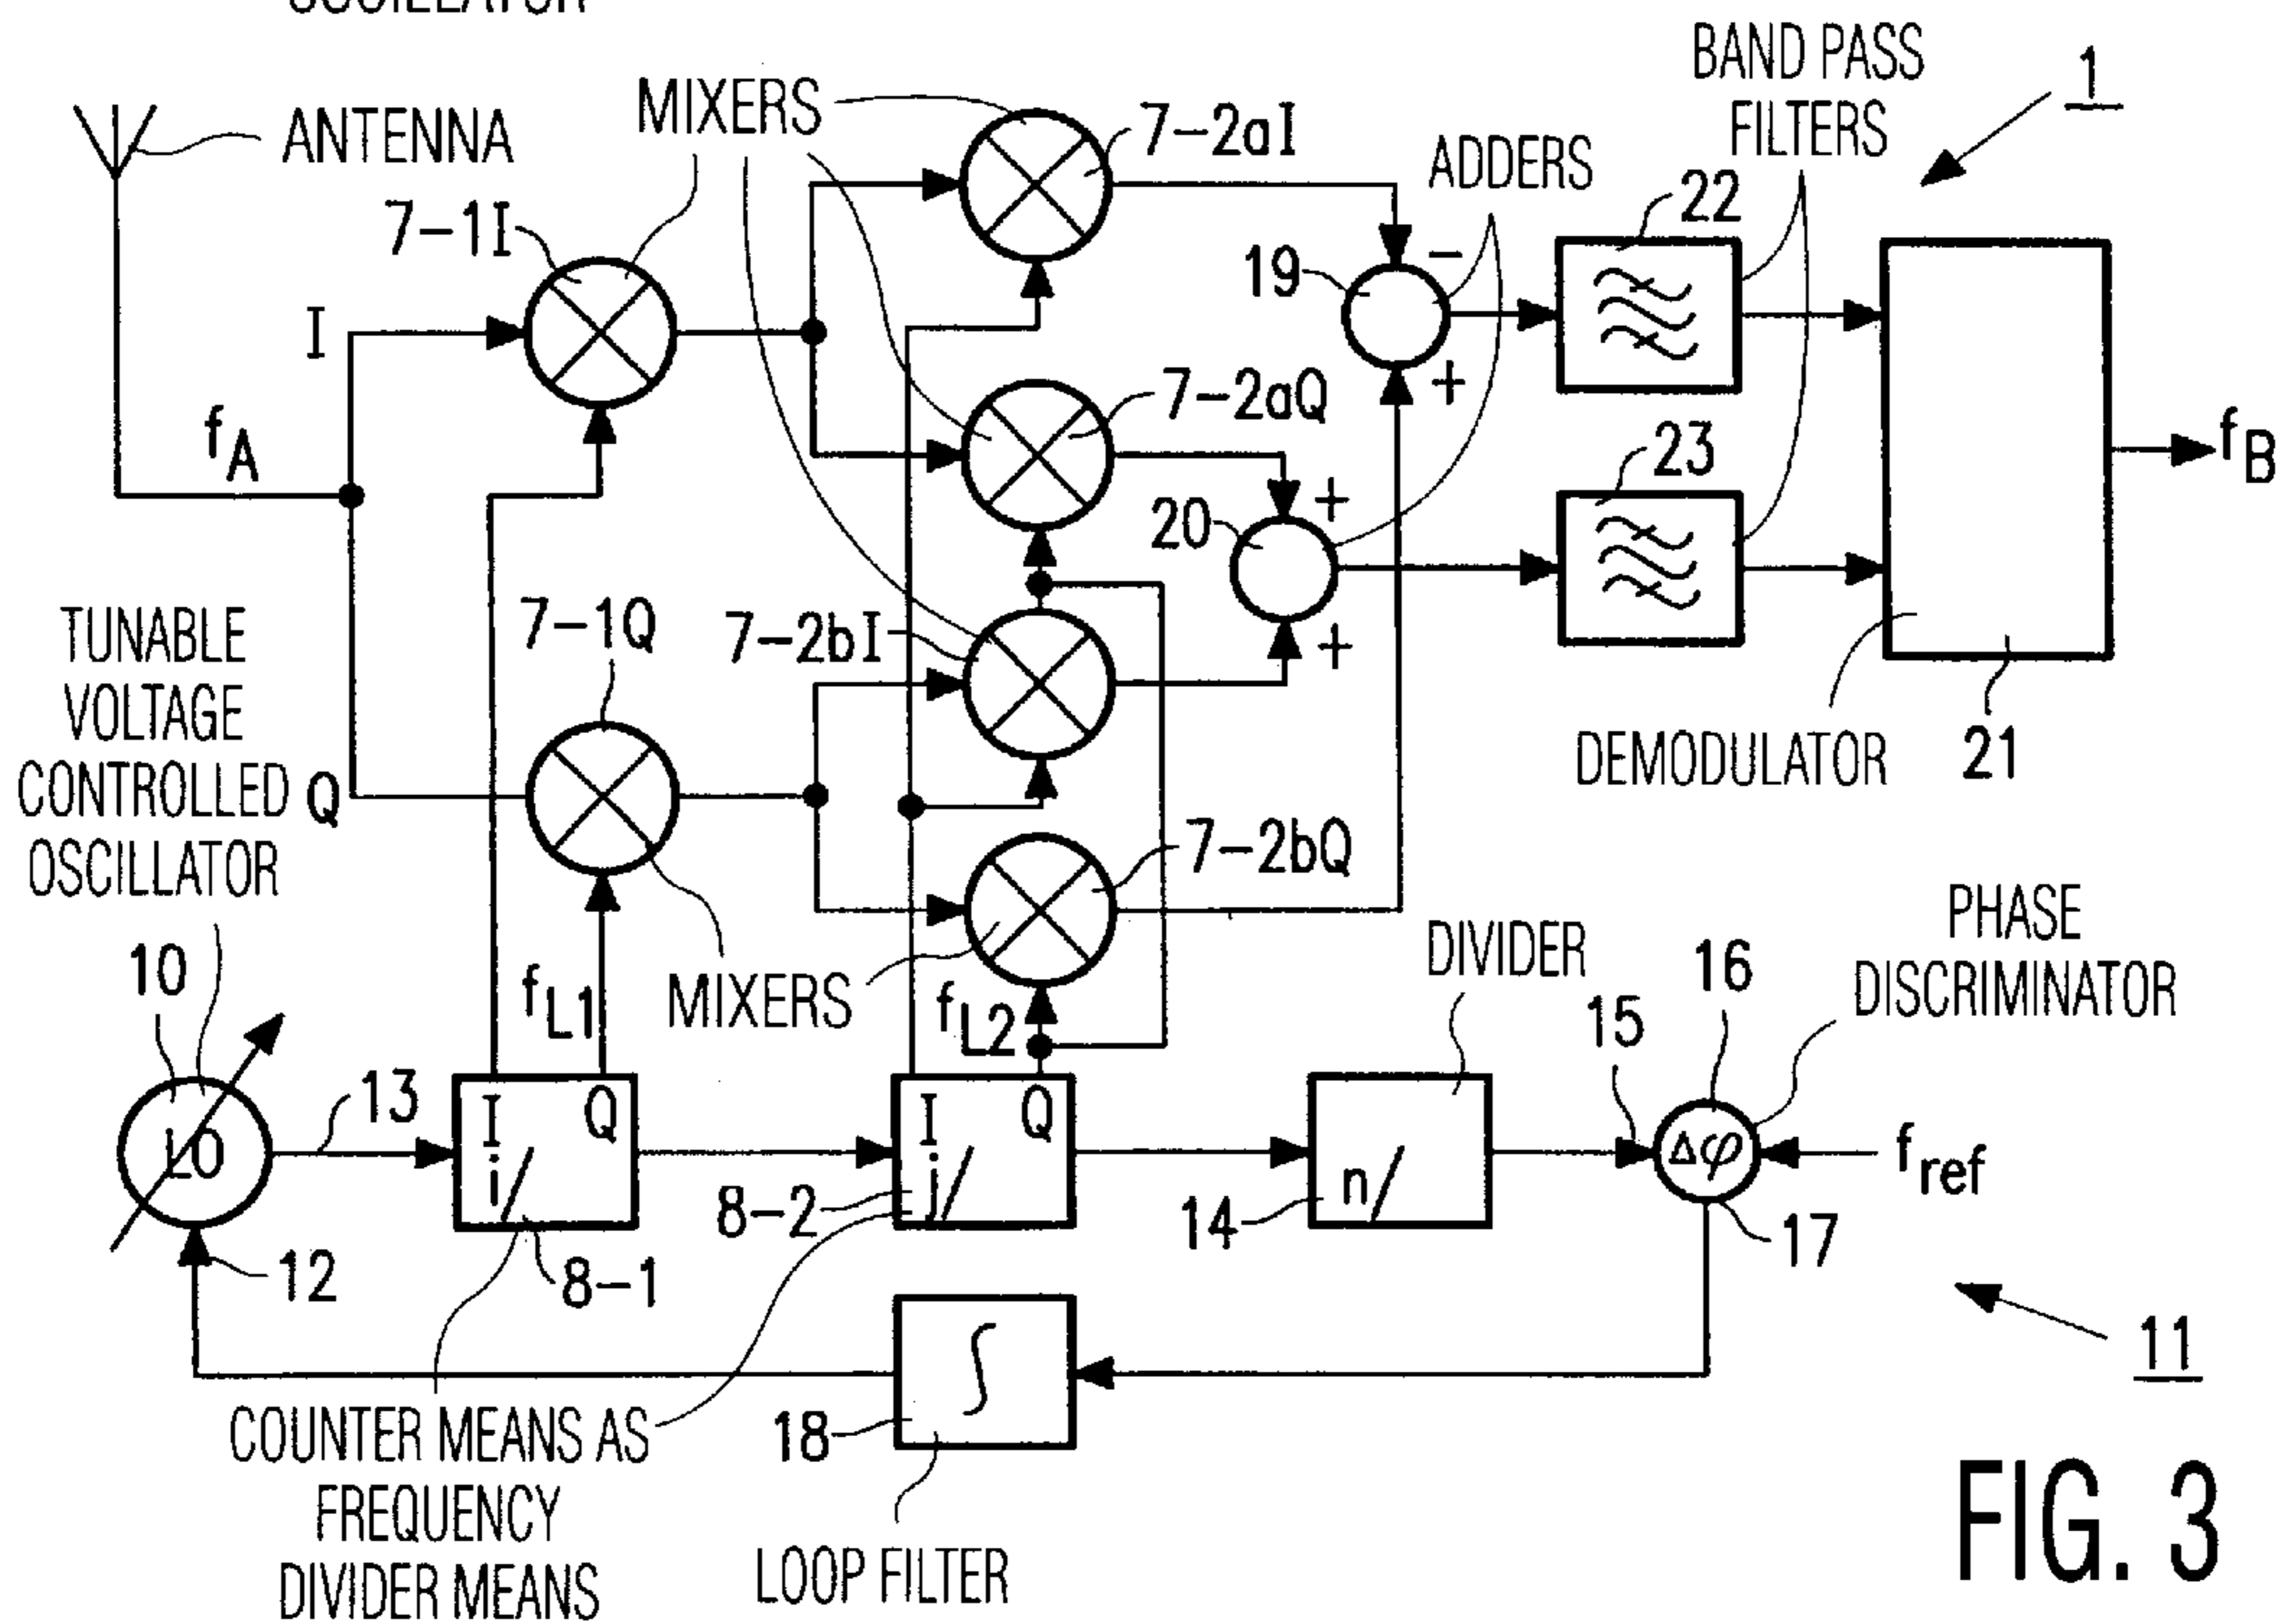 OSCILLATOR
BAND PASS
FILTERS
1
ANTENNA
MIXERS
7-2aI
ADDERS
7-1I
22
19
-
+
I
7-2aQ
fA
23
fB
20
+
+
TUNABLE
VOLTAGE
CONTROLLED
OSCILLATOR
7-1Q
7-2bI
DEMODULATOR
21
Q
7-2bQ
10
fL1
MIXERS
fL2
DIVIDER
PHASE
DISCRIMINATOR
16
15
LO
13
I Q
i/
I Q
j/
n/
Δφ
fref
12
8-1
8-2
14
17
11
18
COUNTER MEANS AS
FREQUENCY
DIVIDER MEANS
∫
LOOP FILTER
FIG. 3